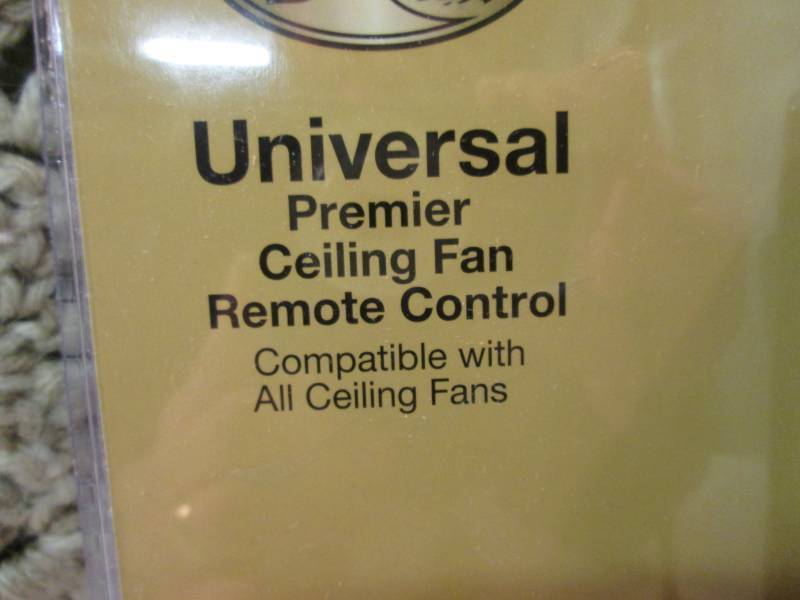 Universal
Premier
Ceiling Fan
Remote Control
Compatible with
All Ceiling Fans